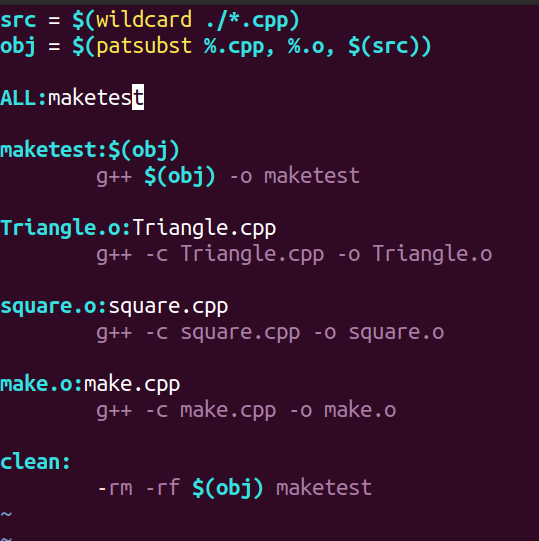 src = $(wildcard ./*.cpp)
obj = $(patsubst %.cpp, %.o, $(src))
ALL:maketest
maketest:$(obj)
g++ $(obj) -o maketest
Triangle.o:Triangle.cpp
g++ -c Triangle.cpp -o Triangle.o
square.o:square.cpp
g++ -c square.cpp -o square.o
make.o:make.cpp
g++ -c make.cpp -o make.o
clean:
-rm -rf $(obj) maketest
~
~